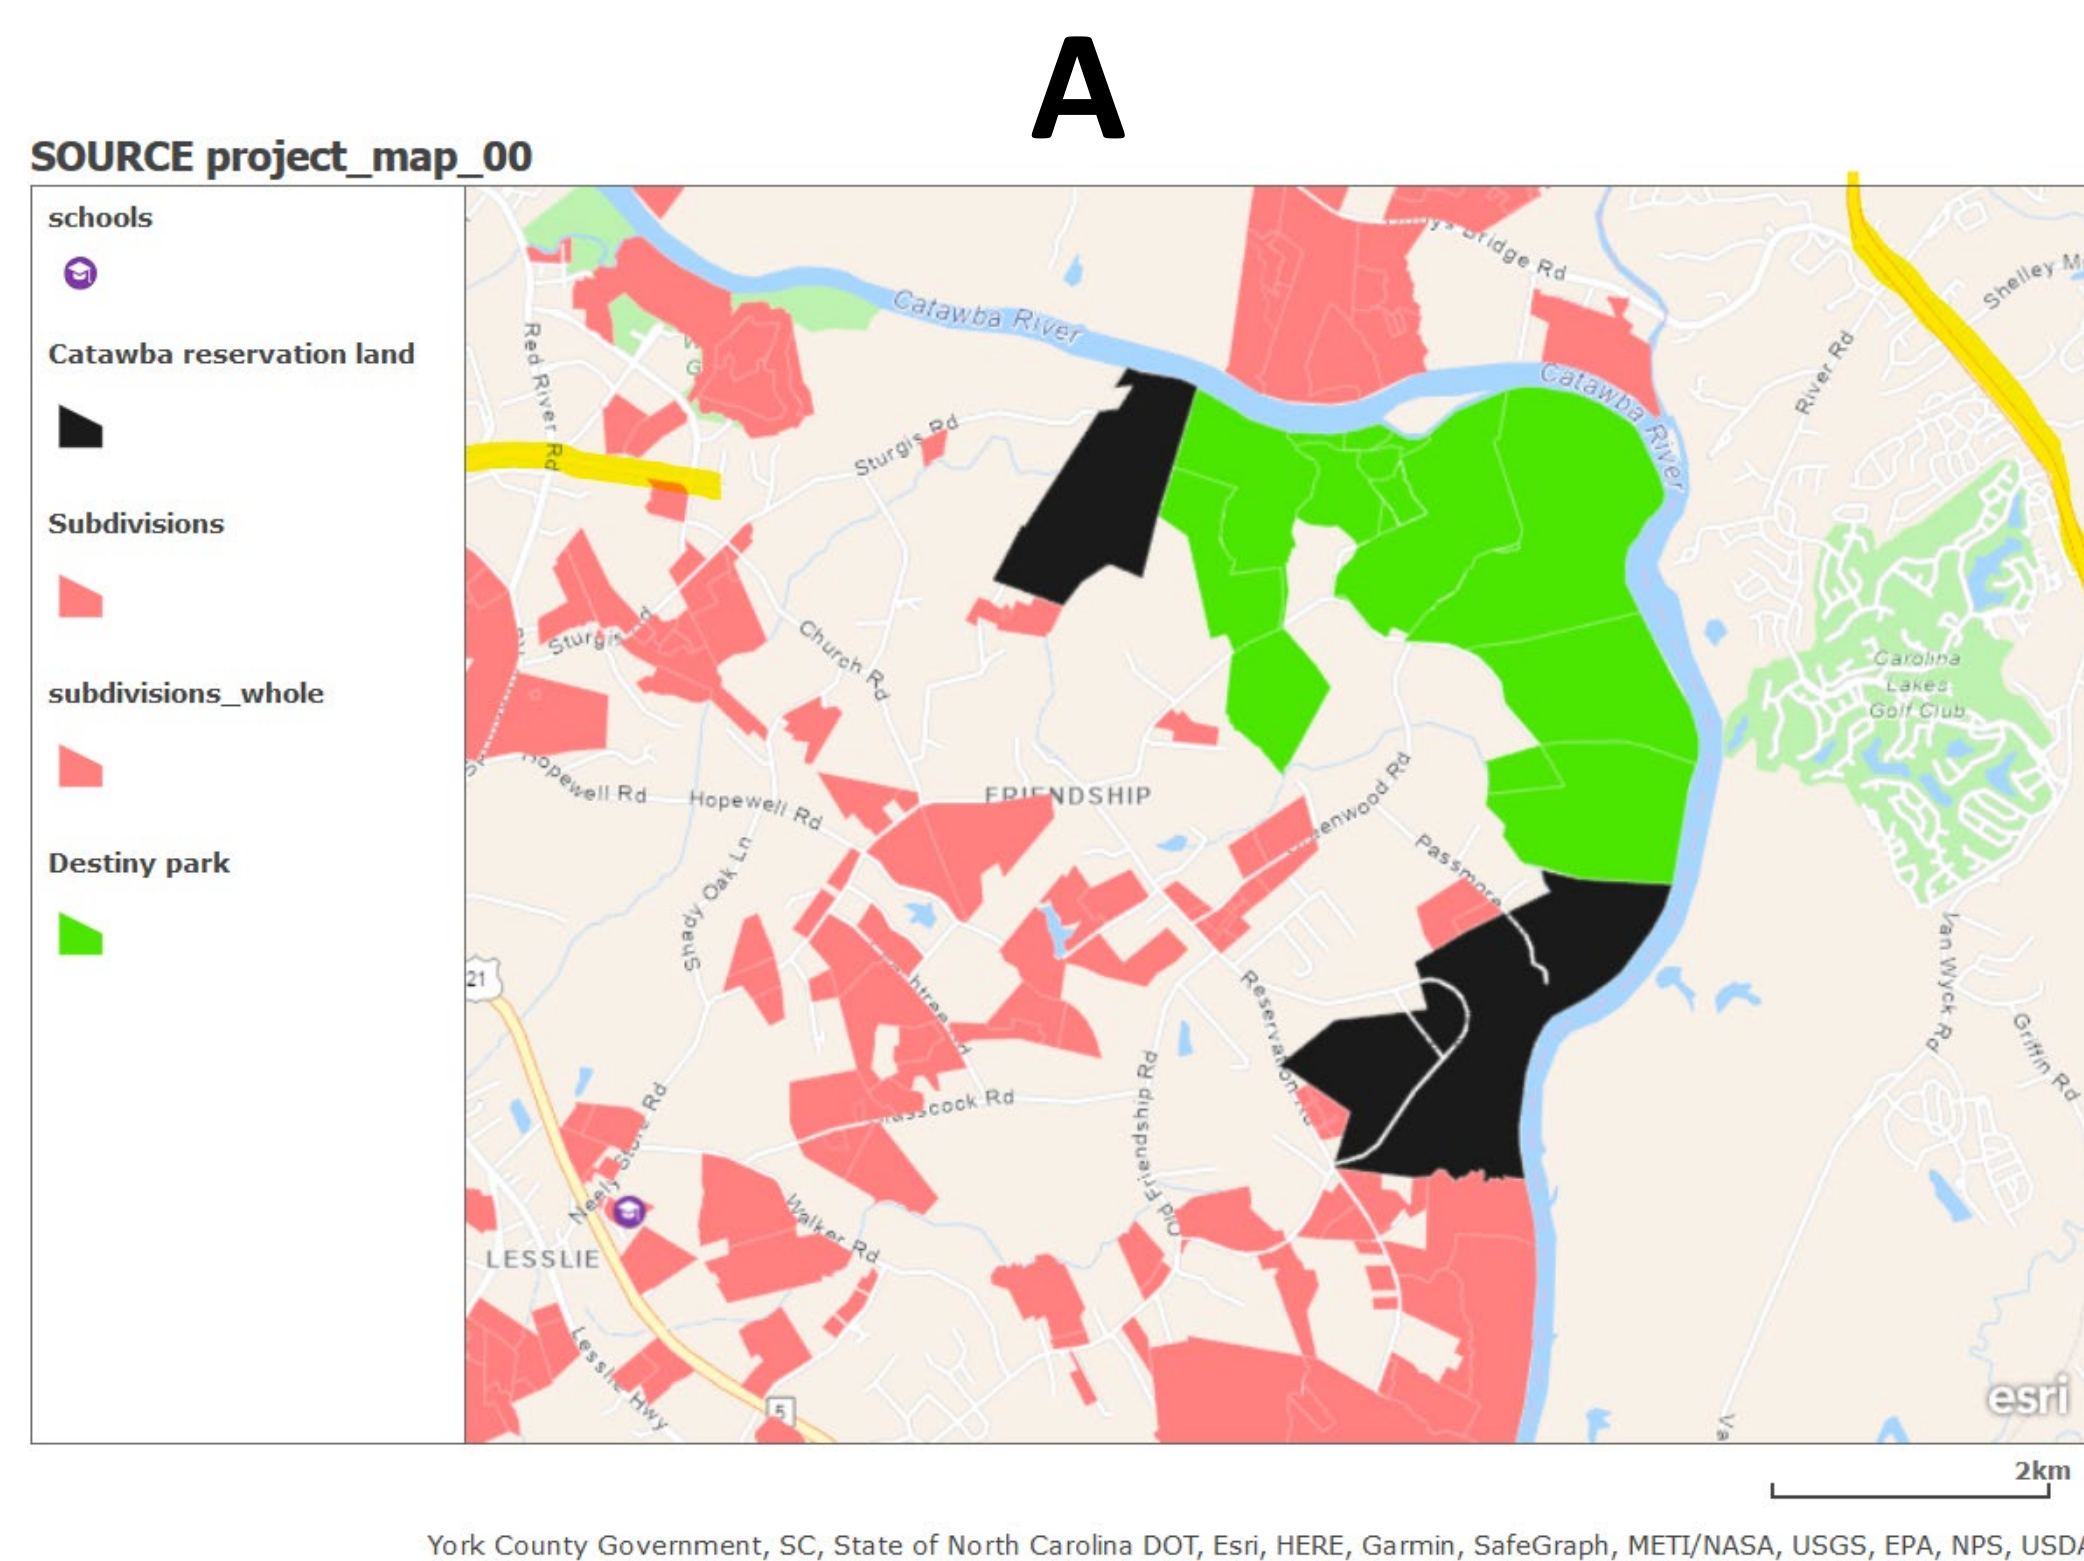 A
SOURCE project_map_00
schools
Catawba reservation land
Subdivisions
subdivisions_whole
Destiny park
Bridge Rd
Shelley
Catawba River
Catawba River
River Rd
Red River Rd
G
Sturgis Rd
Sturgis
Church Rd
Carolina
Lakes
Golf Club
Hopewell Rd
FRIENDSHIP
Passmore
Shady Oak Ln
21
Reservation Rd
Van Wyck Rd
Griffin Rd
Old Friendship Rd
Neely Store Rd
Walker Rd
LESSLIE
Lesslie Hwy
5
Va
esri
2km
York County Government, SC, State of North Carolina DOT, Esri, HERE, Garmin, SafeGraph, METI/NASA, USGS, EPA, NPS, USDA